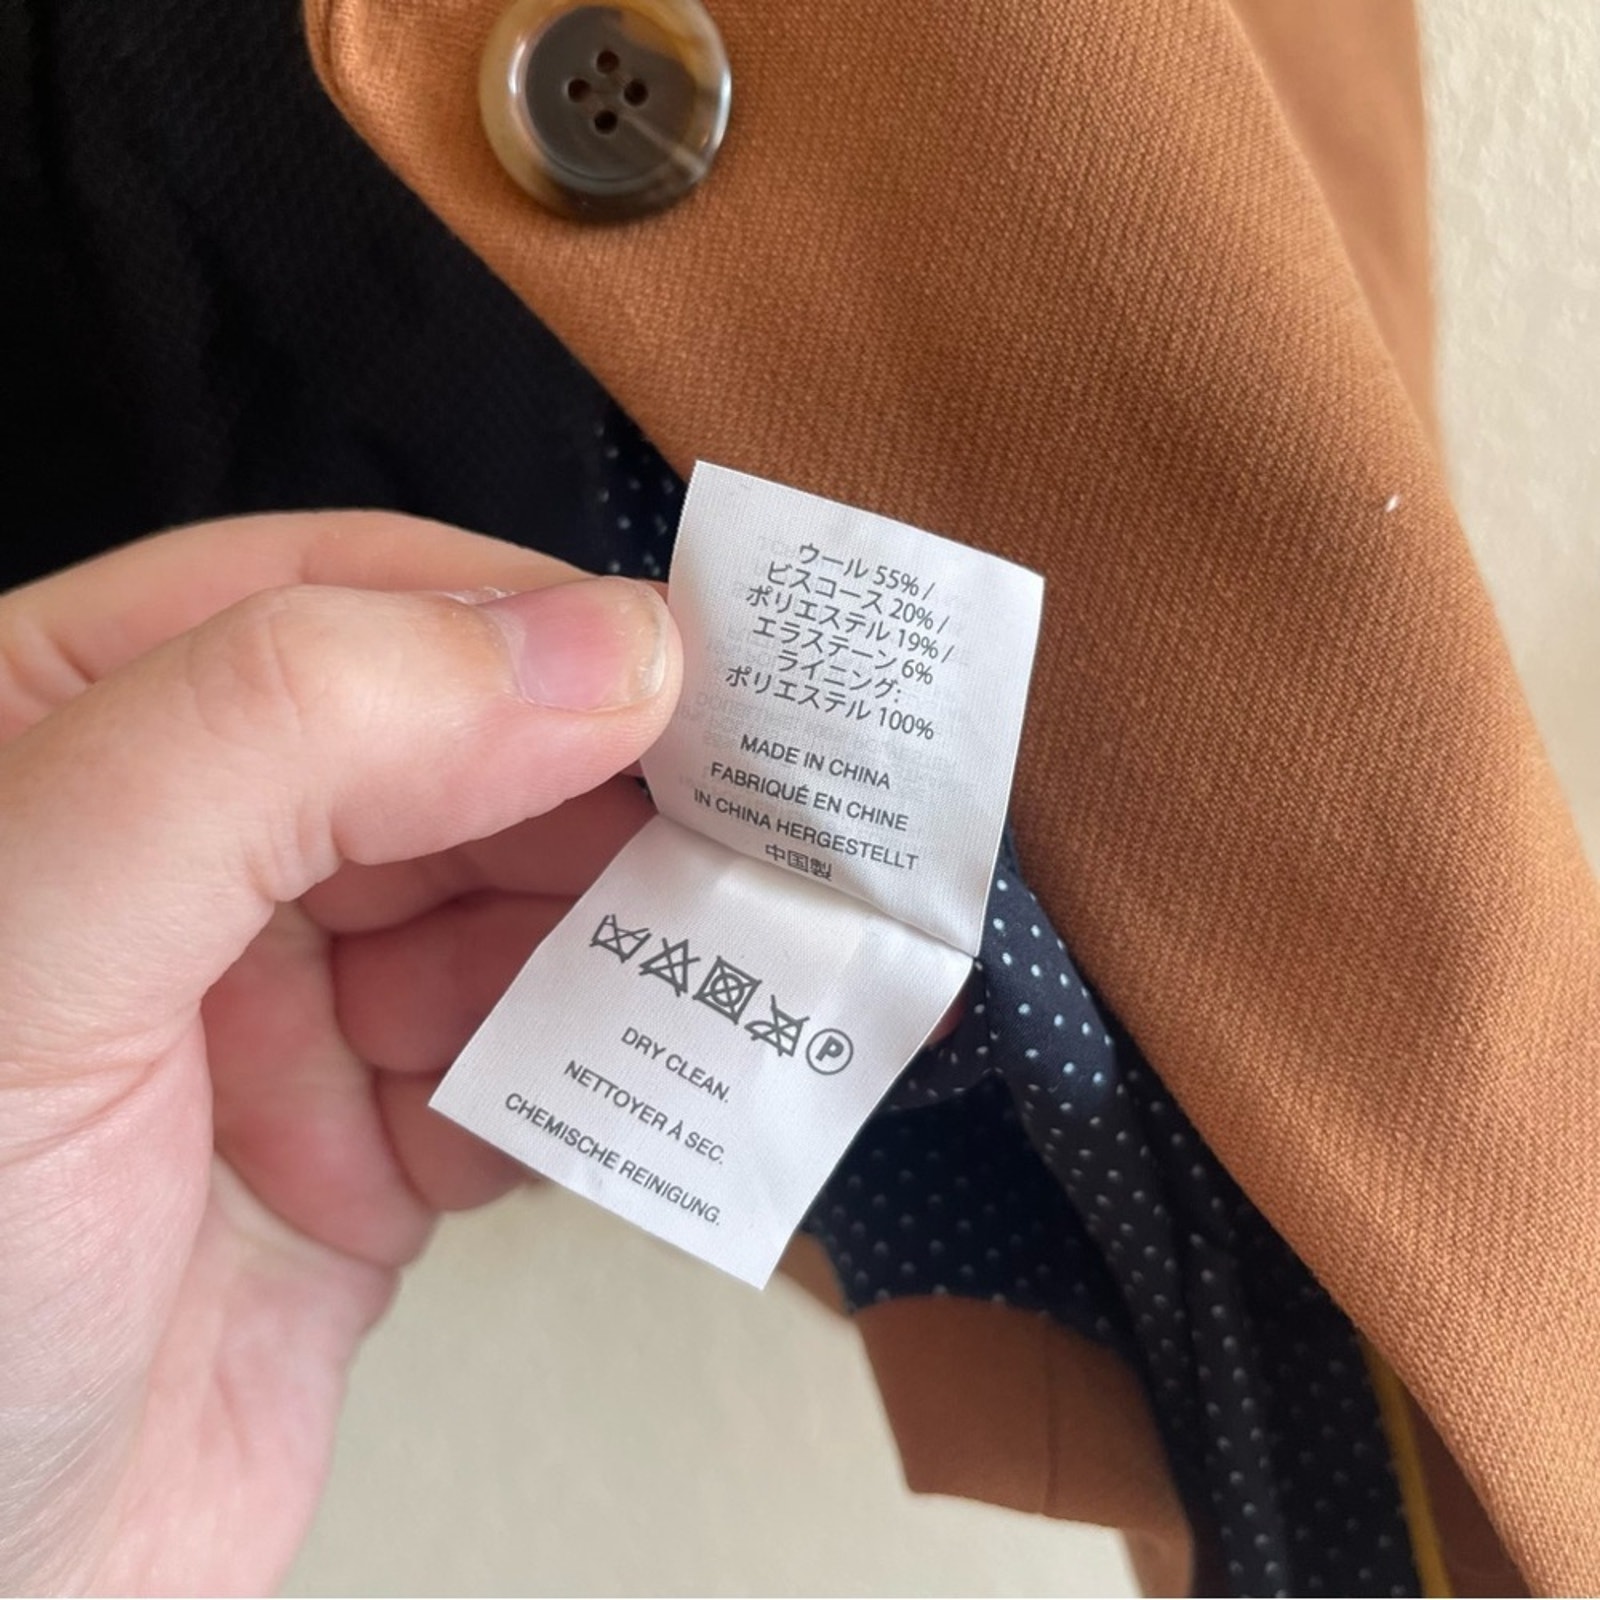 ウール 55% /
ビスコース 20% /
ポリエステル 19% /
エラステーン 6%
ライニング:
ポリエステル 100%
MADE IN CHINA
FABRIQUÉ EN CHINE
IN CHINA HERGESTELLT
中国製
P
DRY CLEAN.
NETTOYER À SEC.
CHEMISCHE REINIGUNG.